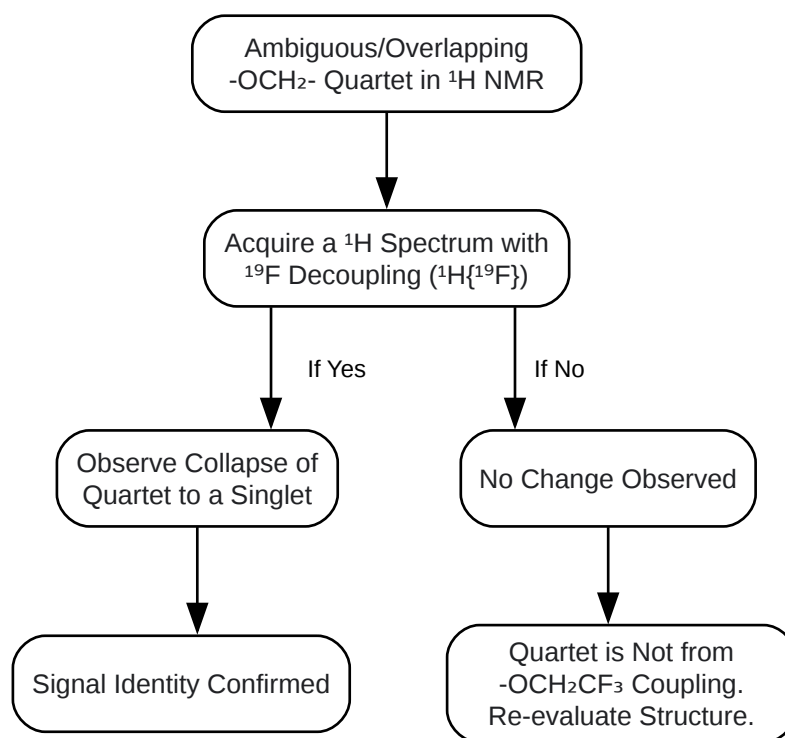 Ambiguous/Overlapping
-OCH₂- Quartet in ¹H NMR
Acquire a ¹H Spectrum with
¹⁹F Decoupling (¹H{¹⁹F})
If Yes
If No
Observe Collapse of
Quartet to a Singlet
No Change Observed
Signal Identity Confirmed
Quartet is Not from
-OCH₂CF₃ Coupling.
Re-evaluate Structure.